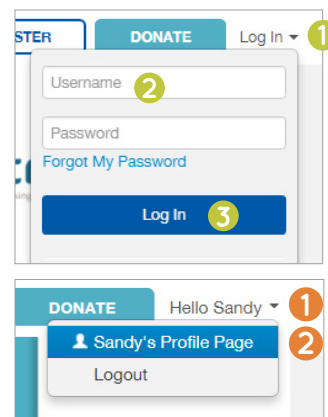 STER DONATE Log In 1
Username 2
Password
Forgot My Password
Log In 3
DONATE Hello Sandy 1
Sandy's Profile Page 2
Logout